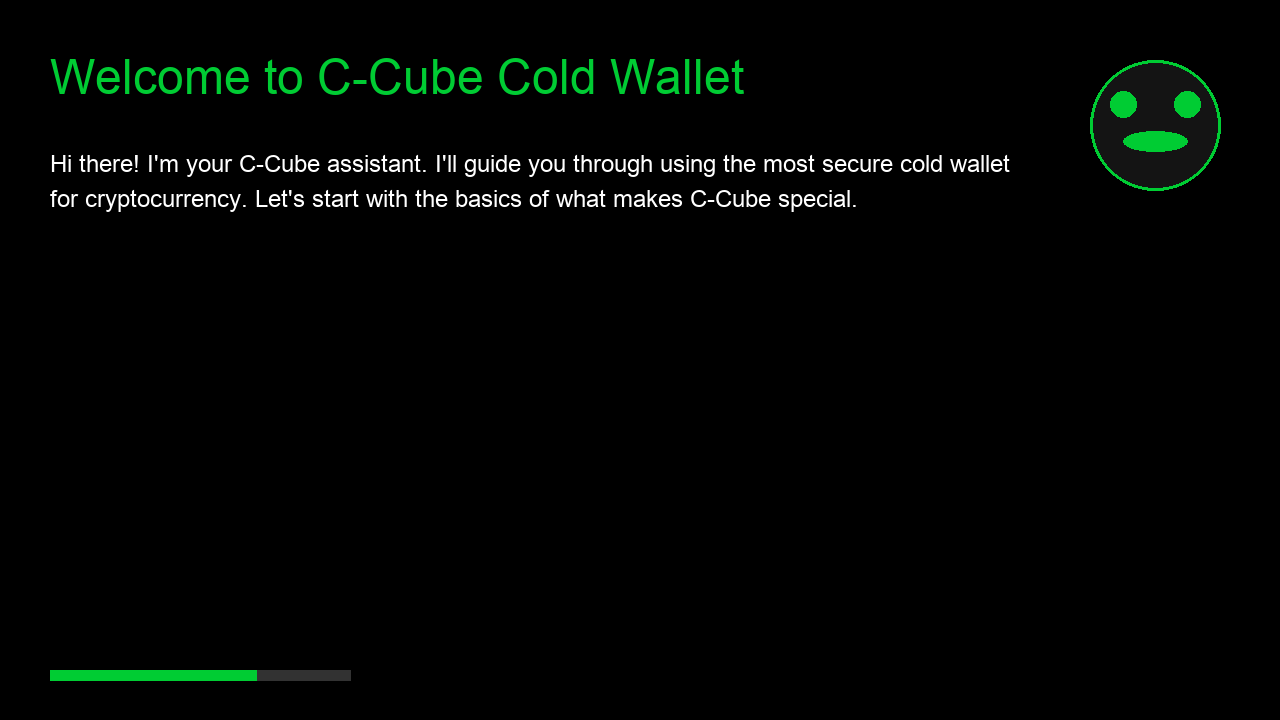 Welcome to C-Cube Cold Wallet
Hi there! I'm your C-Cube assistant. I'll guide you through using the most secure cold wallet
for cryptocurrency. Let's start with the basics of what makes C-Cube special.